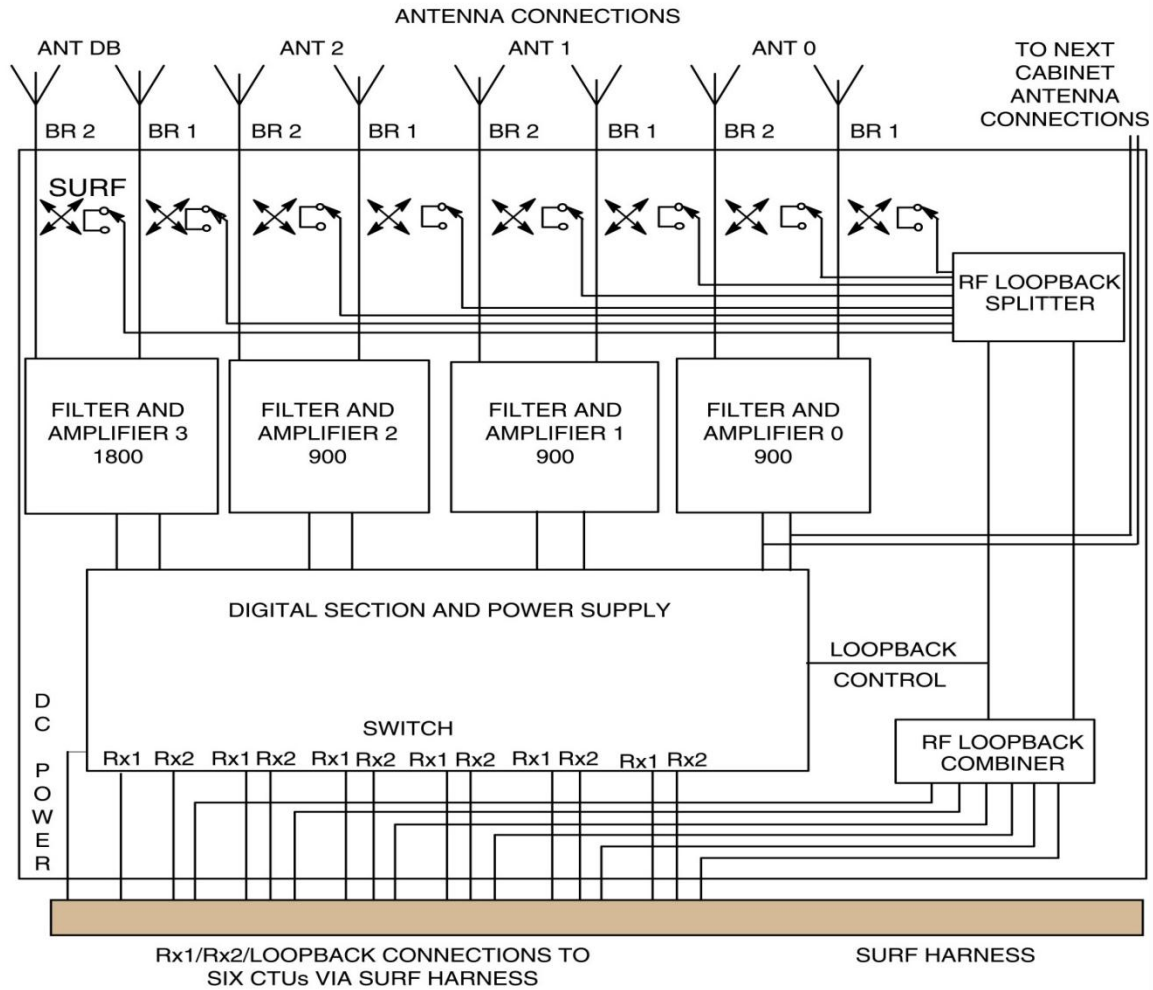 ANTENNA CONNECTIONS
ANT DB
ANT 2
ANT 1
ANT 0
TO NEXT
CABINET
ANTENNA
CONNECTIONS
BR 2
BR 1
BR 2
BR 1
BR 2
BR 1
BR 2
BR 1
SURF
RF LOOPBACK
SPLITTER
FILTER AND
AMPLIFIER 3
1800
FILTER AND
AMPLIFIER 2
900
FILTER AND
AMPLIFIER 1
900
FILTER AND
AMPLIFIER 0
900
DIGITAL SECTION AND POWER SUPPLY
LOOPBACK
CONTROL
DC POWER
SWITCH
Rx1 Rx2 Rx1 Rx2 Rx1 Rx2 Rx1 Rx2 Rx1 Rx2 Rx1 Rx2
RF LOOPBACK
COMBINER
Rx1/Rx2/LOOPBACK CONNECTIONS TO
SIX CTUs VIA SURF HARNESS
SURF HARNESS